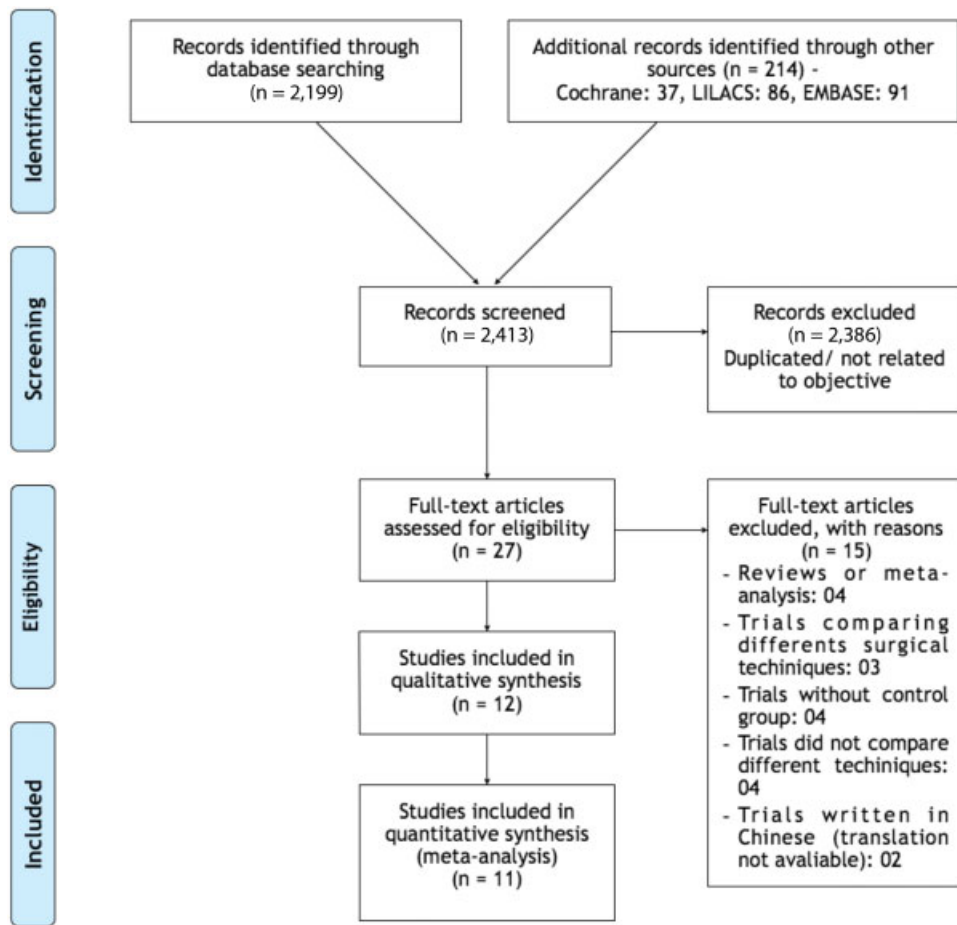 Identification
Records identified through
database searching
(n = 2,199)
Additional records identified through other
sources (n = 214) -
Cochrane: 37, LILACS: 86, EMBASE: 91
Screening
Records screened
(n = 2,413)
Records excluded
(n = 2,386)
Duplicated/ not related
to objective
Eligibility
Full-text articles
assessed for eligibility
(n = 27)
Full-text articles
excluded, with reasons
(n = 15)
- Reviews or meta-
analysis: 04
- Trials comparing
differents surgical
techiniques: 03
- Trials without control
group: 04
- Trials did not compare
different techiniques:
04
- Trials written in
Chinese (translation
not avaliable): 02
Studies included in
qualitative synthesis
(n = 12)
Included
Studies included in
quantitative synthesis
(meta-analysis)
(n = 11)